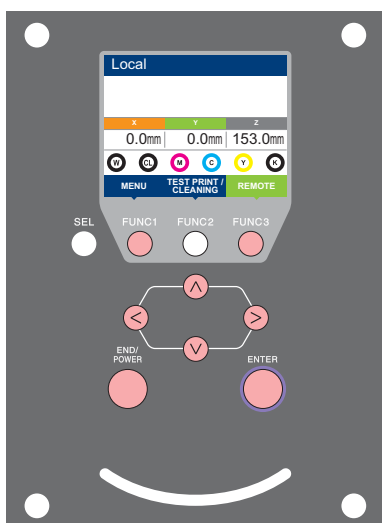 Local
X Y Z
0.0mm 0.0mm 153.0mm
W CL M C Y K
MENU TEST PRINT / CLEANING REMOTE
SEL FUNC1 FUNC2 FUNC3
END/
POWER
ENTER